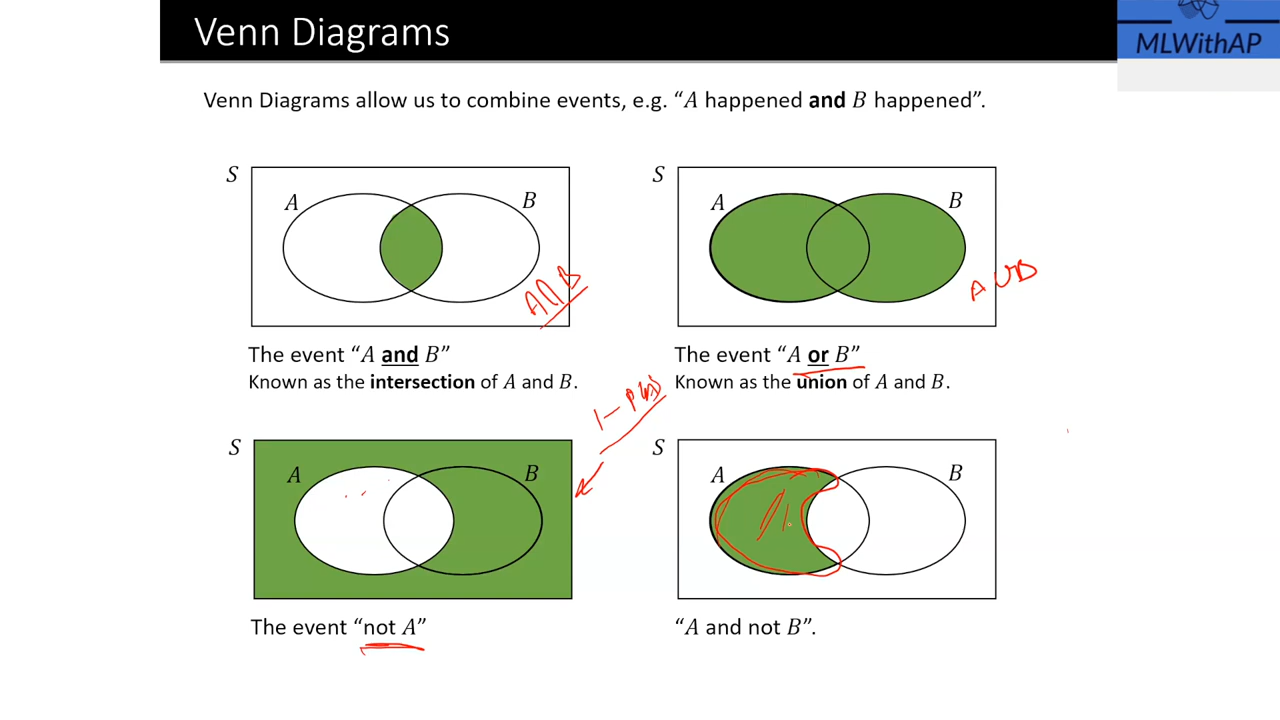 Venn Diagrams
MLWithAP
Venn Diagrams allow us to combine events, e.g. “A happened and B happened”.
S
A
B
A∩B
The event “A and B”
Known as the intersection of A and B.
S
A
B
A∪B
The event “A or B”
Known as the union of A and B.
1-P(A)
S
A
B
The event “not A”
S
A
B
“A and not B”.